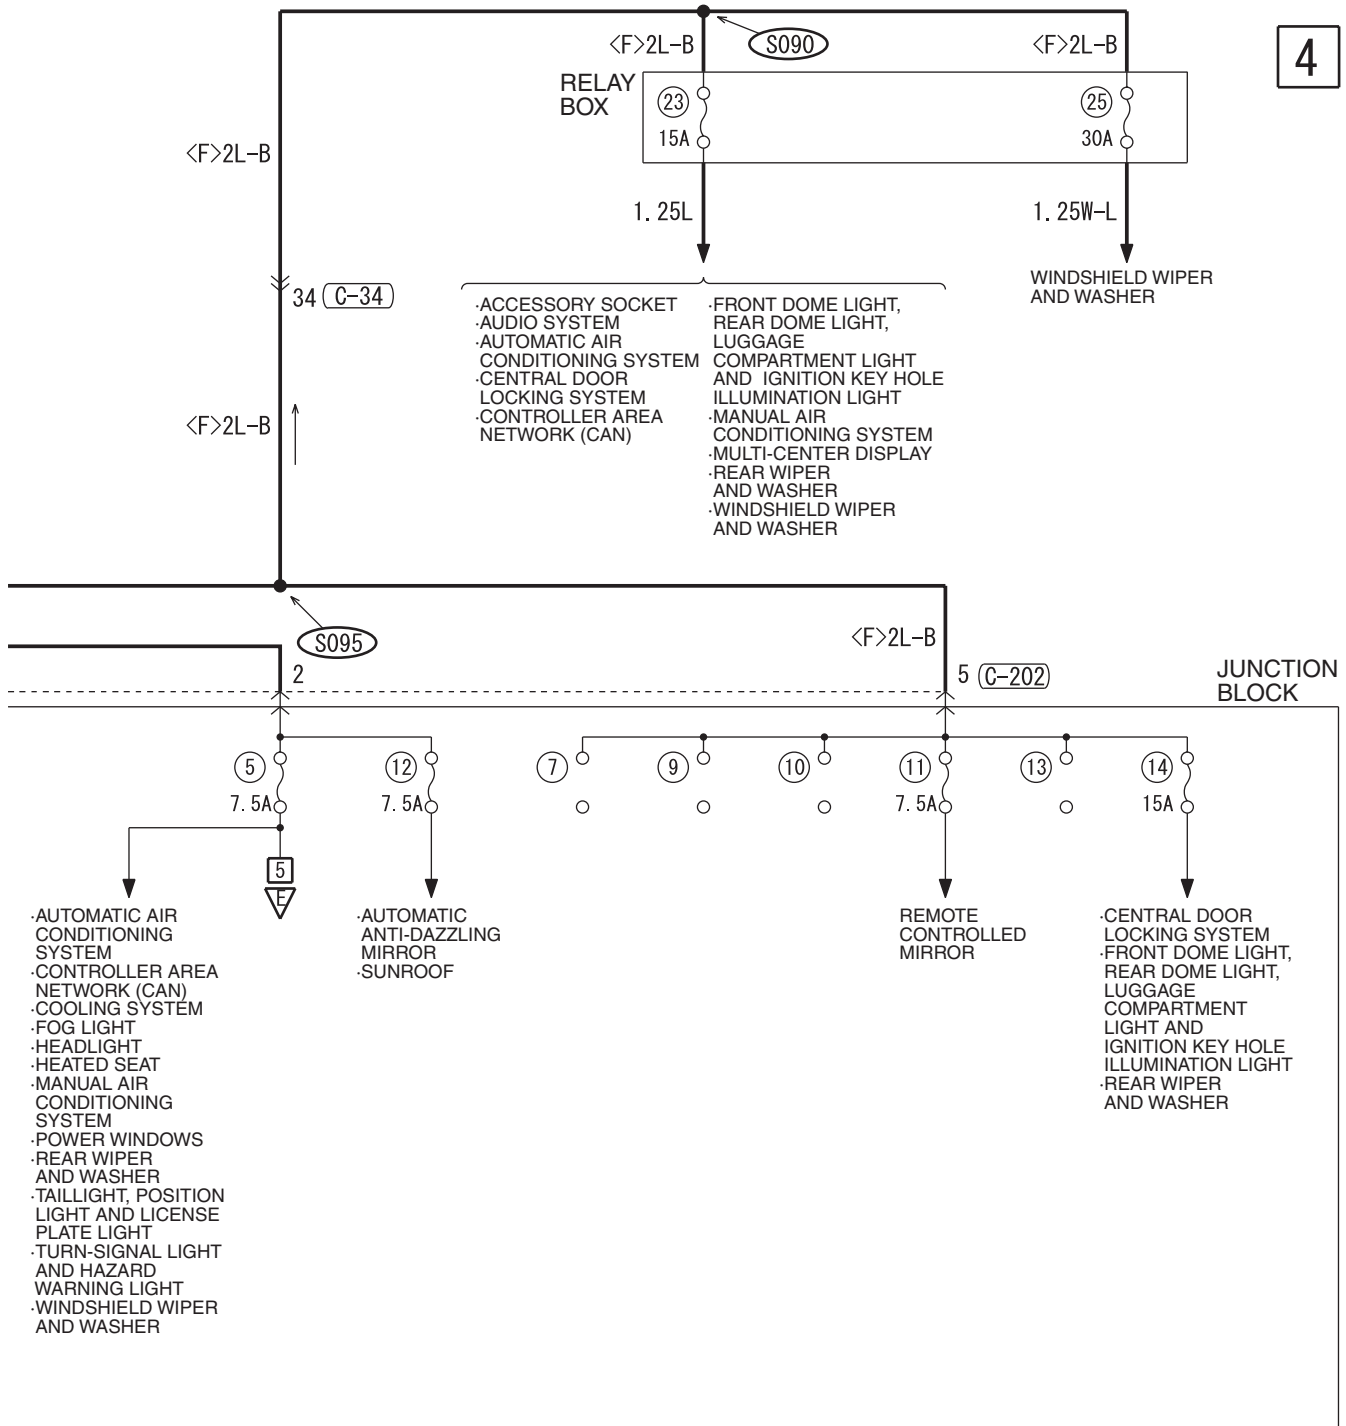 <F>2L-B
S090
<F>2L-B
4
RELAY
BOX
23
15A
25
30A
<F>2L-B
1.25L
1.25W-L
34
C-34
WINDSHIELD WIPER
AND WASHER
·ACCESSORY SOCKET
·AUDIO SYSTEM
·AUTOMATIC AIR
CONDITIONING SYSTEM
·CENTRAL DOOR
LOCKING SYSTEM
·CONTROLLER AREA
NETWORK (CAN)
·FRONT DOME LIGHT,
REAR DOME LIGHT,
LUGGAGE
COMPARTMENT LIGHT
AND IGNITION KEY HOLE
ILLUMINATION LIGHT
·MANUAL AIR
CONDITIONING SYSTEM
·MULTI-CENTER DISPLAY
·REAR WIPER
AND WASHER
·WINDSHIELD WIPER
AND WASHER
<F>2L-B
S095
<F>2L-B
2
5
C-202
JUNCTION
BLOCK
5
7.5A
12
7.5A
7
9
10
11
7.5A
13
14
15A
5
E
·AUTOMATIC AIR
CONDITIONING
SYSTEM
·CONTROLLER AREA
NETWORK (CAN)
·COOLING SYSTEM
·FOG LIGHT
·HEADLIGHT
·HEATED SEAT
·MANUAL AIR
CONDITIONING
SYSTEM
·POWER WINDOWS
·REAR WIPER
AND WASHER
·TAILLIGHT, POSITION
LIGHT AND LICENSE
PLATE LIGHT
·TURN-SIGNAL LIGHT
AND HAZARD
WARNING LIGHT
·WINDSHIELD WIPER
AND WASHER
·AUTOMATIC
ANTI-DAZZLING
MIRROR
·SUNROOF
REMOTE
CONTROLLED
MIRROR
·CENTRAL DOOR
LOCKING SYSTEM
·FRONT DOME LIGHT,
REAR DOME LIGHT,
LUGGAGE
COMPARTMENT
LIGHT AND
IGNITION KEY HOLE
ILLUMINATION LIGHT
·REAR WIPER
AND WASHER